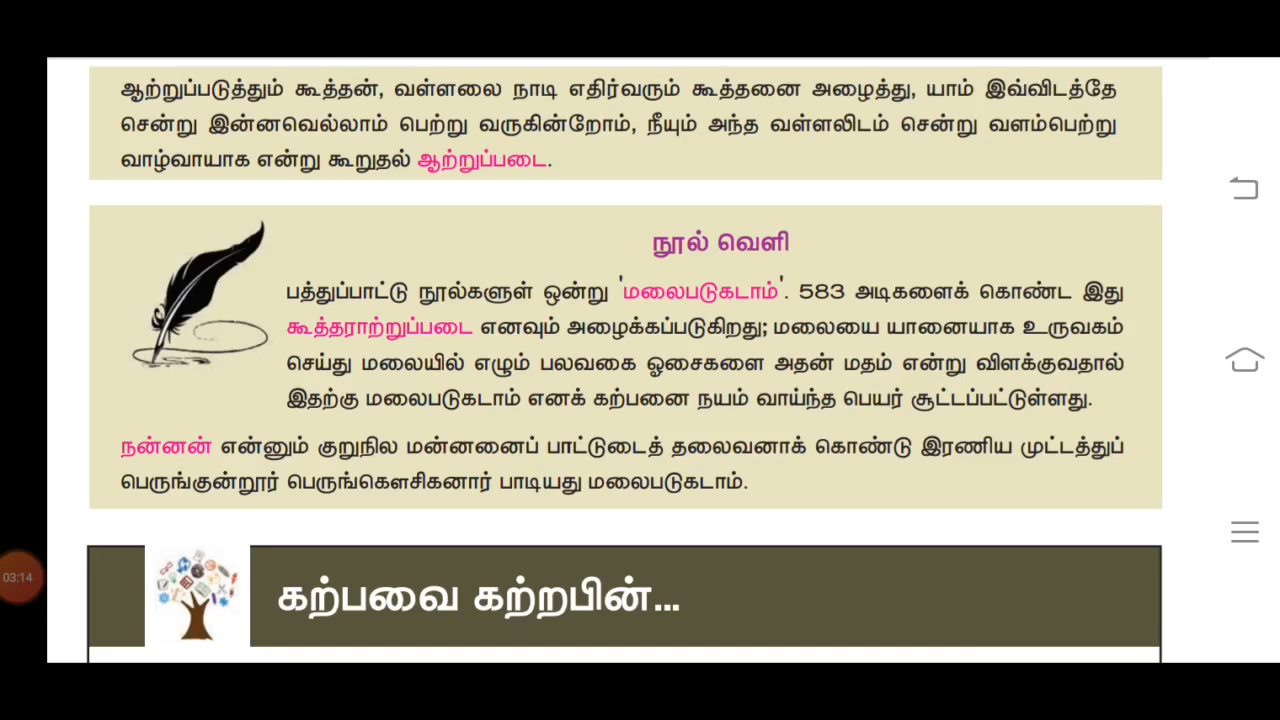 ஆற்றுப்படுத்தும் கூத்தன், வள்ளலை நாடி எதிர்வரும் கூத்தனை அழைத்து, யாம் இவ்விடத்தே
சென்று இன்னவெல்லாம் பெற்று வருகின்றோம், நீயும் அந்த வள்ளலிடம் சென்று வளம்பெற்று
வாழ்வாயாக என்று கூறுதல் ஆற்றுப்படை.
நூல் வெளி
பத்துப்பாட்டு நூல்களுள் ஒன்று 'மலைபடுகடாம்'. 583 அடிகளைக் கொண்ட இது
கூத்தராற்றுப்படை எனவும் அழைக்கப்படுகிறது; மலையை யானையாக உருவகம்
செய்து மலையில் எழும் பலவகை ஓசைகளை அதன் மதம் என்று விளக்குவதால்
இதற்கு மலைபடுகடாம் எனக் கற்பனை நயம் வாய்ந்த பெயர் சூட்டப்பட்டுள்ளது.
நன்னன் என்னும் குறுநில மன்னனைப் பாட்டுடைத் தலைவனாக் கொண்டு இரணிய முட்டத்துப்
பெருங்குன்றூர் பெருங்கௌசிகனார் பாடியது மலைபடுகடாம்.
03:14
கற்பவை கற்றபின்...